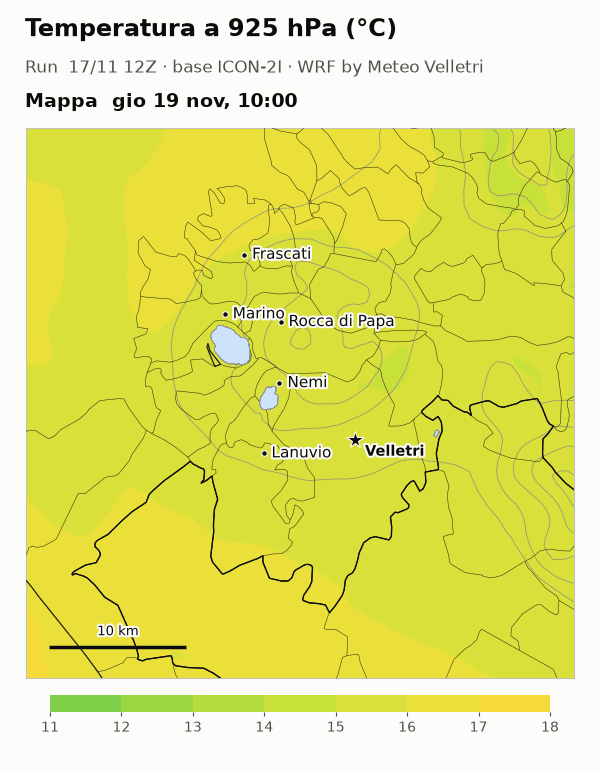 Temperatura a 925 hPa (°C)
Run  17/11 12Z · base ICON-2I · WRF by Meteo Velletri
Mappa  gio 19 nov, 10:00
Frascati
Marino
Rocca di Papa
Nemi
Velletri
Lanuvio
10 km
11 12 13 14 15 16 17 18